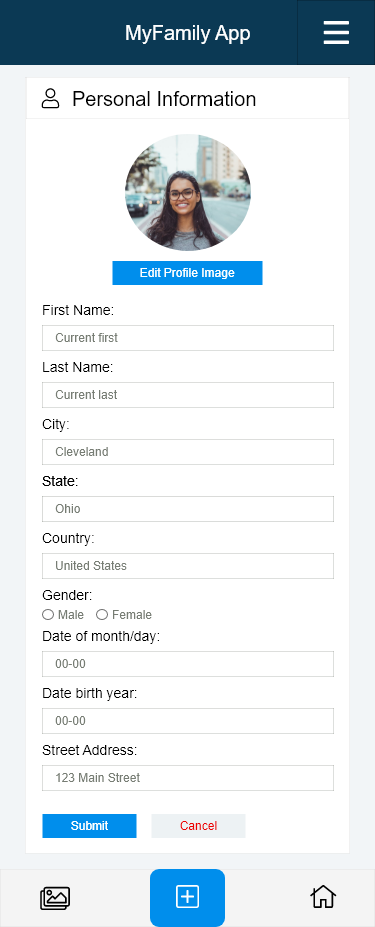 MyFamily App
Personal Information
Edit Profile Image
First Name:
Current first
Last Name:
Current last
City:
Cleveland
State:
Ohio
Country:
United States
Gender:
Male Female
Date of month/day:
00-00
Date birth year:
00-00
Street Address:
123 Main Street
Submit Cancel